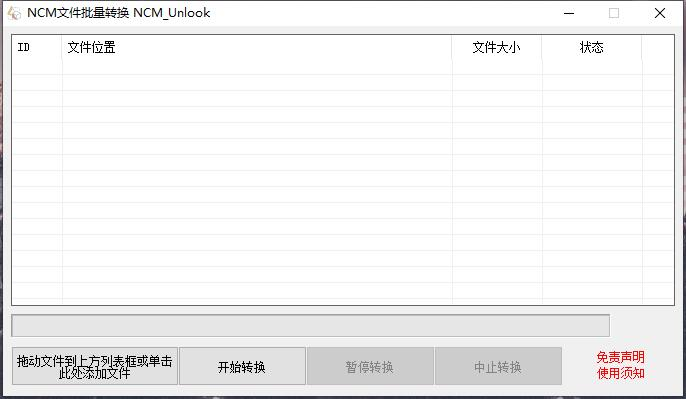 NCM文件批量转换 NCM_Unlook
ID 文件位置 文件大小 状态
拖动文件到上方列表框或单击
此处添加文件
开始转换 暂停转换 中止转换
免责声明
使用须知